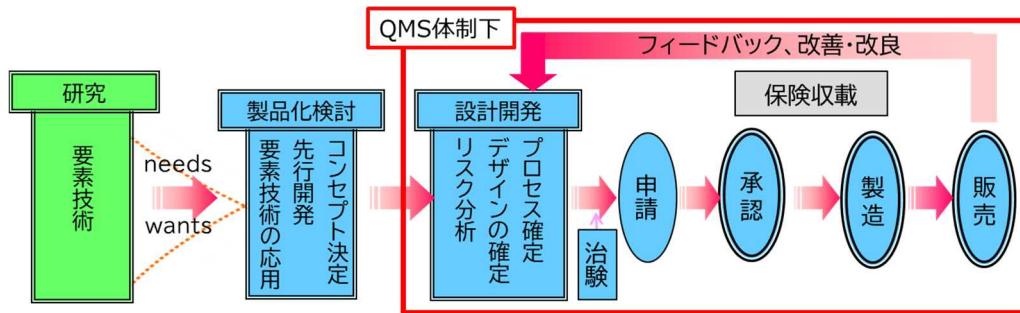 QMS体制下
フィードバック、改善・改良
研究
要素技術
needs
wants
製品化検討
コンセプト決定
先行開発
要素技術の応用
設計開発
プロセス確定
デザインの確定
リスク分析
治験
申請
保険収載
承認
製造
販売